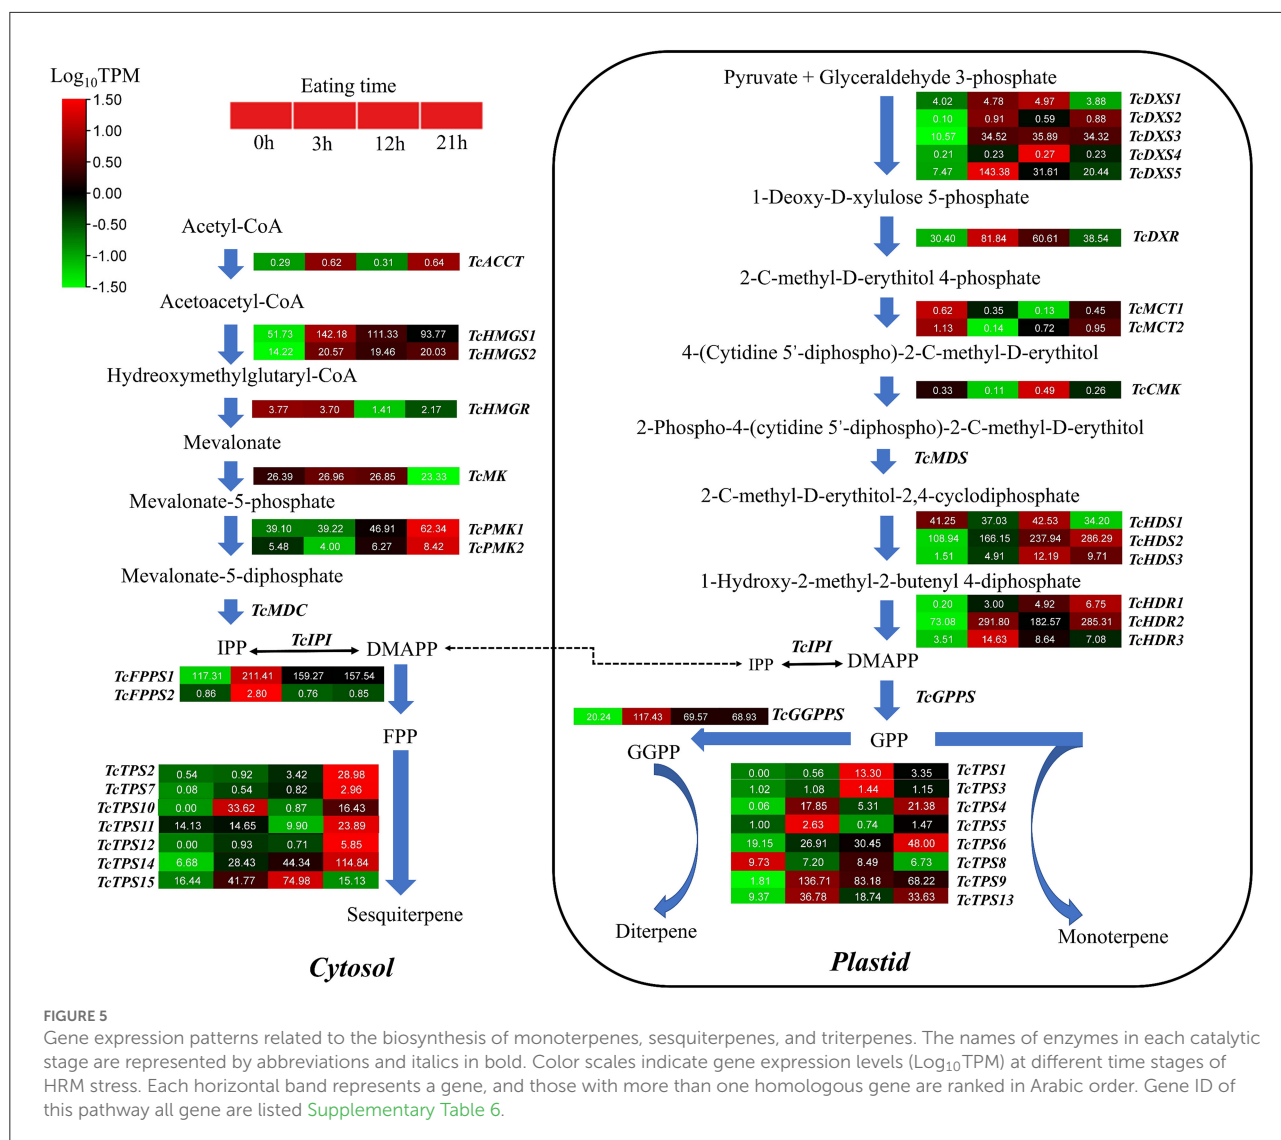 Log10TPM
1.50
1.00
0.50
0.00
-0.50
-1.00
-1.50
Eating time
0h 3h 12h 21h
Acetyl-CoA
0.29 0.62 0.31 0.64 TcACCT
Acetoacetyl-CoA
51.73 142.18 111.33 93.77 TcHMGS1
14.22 20.57 19.46 20.03 TcHMGS2
Hydreoxymethylglutaryl-CoA
3.77 3.70 1.41 2.17 TcHMGR
Mevalonate
26.39 26.96 26.85 23.33 TcMK
Mevalonate-5-phosphate
39.10 39.22 46.91 62.34 TcPMK1
5.48 4.00 6.27 8.42 TcPMK2
Mevalonate-5-diphosphate
TcMDC
IPP TcIPI DMAPP
TcFPPS1 117.31 211.41 159.27 157.54
TcFPPS2 0.86 2.80 0.76 0.85
FPP
TcTPS2 0.54 0.92 3.42 28.98
TcTPS7 0.08 0.54 0.82 2.96
TcTPS10 0.00 33.62 0.87 16.43
TcTPS11 14.13 14.65 9.90 23.89
TcTPS12 0.00 0.93 0.71 5.85
TcTPS14 6.68 28.43 44.34 114.84
TcTPS15 16.44 41.77 74.98 15.13
Sesquiterpene
Cytosol
Pyruvate + Glyceraldehyde 3-phosphate
4.02 4.78 4.97 3.88 TcDXS1
0.10 0.91 0.59 0.88 TcDXS2
10.57 34.52 35.89 34.32 TcDXS3
0.21 0.23 0.27 0.23 TcDXS4
7.47 143.38 31.61 20.44 TcDXS5
1-Deoxy-D-xylulose 5-phosphate
30.40 81.84 60.61 38.54 TcDXR
2-C-methyl-D-erythitol 4-phosphate
0.62 0.35 0.13 0.45 TcMCT1
1.13 0.14 0.72 0.95 TcMCT2
4-(Cytidine 5'-diphospho)-2-C-methyl-D-erythitol
0.33 0.11 0.49 0.26 TcCMK
2-Phospho-4-(cytidine 5'-diphospho)-2-C-methyl-D-erythitol
TcMDS
2-C-methyl-D-erythitol-2,4-cyclodiphosphate
41.25 37.03 42.53 34.20 TcHDS1
108.94 166.15 237.94 286.29 TcHDS2
1.51 4.91 12.19 9.71 TcHDS3
1-Hydroxy-2-methyl-2-butenyl 4-diphosphate
0.20 3.00 4.92 6.75 TcHDR1
73.08 291.80 182.57 285.31 TcHDR2
3.51 14.63 8.64 7.08 TcHDR3
IPP TcIPI DMAPP
TcGPPS
20.24 117.43 69.57 68.93 TcGGPPS
GGPP GPP
0.00 0.56 13.30 3.35 TcTPS1
1.02 1.08 1.44 1.15 TcTPS3
0.06 17.85 5.31 21.38 TcTPS4
1.00 2.63 0.74 1.47 TcTPS5
19.15 26.91 30.45 48.00 TcTPS6
9.73 7.20 8.49 6.73 TcTPS8
1.81 136.71 83.18 68.22 TcTPS9
9.37 36.78 18.74 33.63 TcTPS13
Diterpene Monoterpene
Plastid
FIGURE 5
Gene expression patterns related to the biosynthesis of monoterpenes, sesquiterpenes, and triterpenes. The names of enzymes in each catalytic
stage are represented by abbreviations and italics in bold. Color scales indicate gene expression levels (Log10TPM) at different time stages of
HRM stress. Each horizontal band represents a gene, and those with more than one homologous gene are ranked in Arabic order. Gene ID of
this pathway all gene are listed Supplementary Table 6.